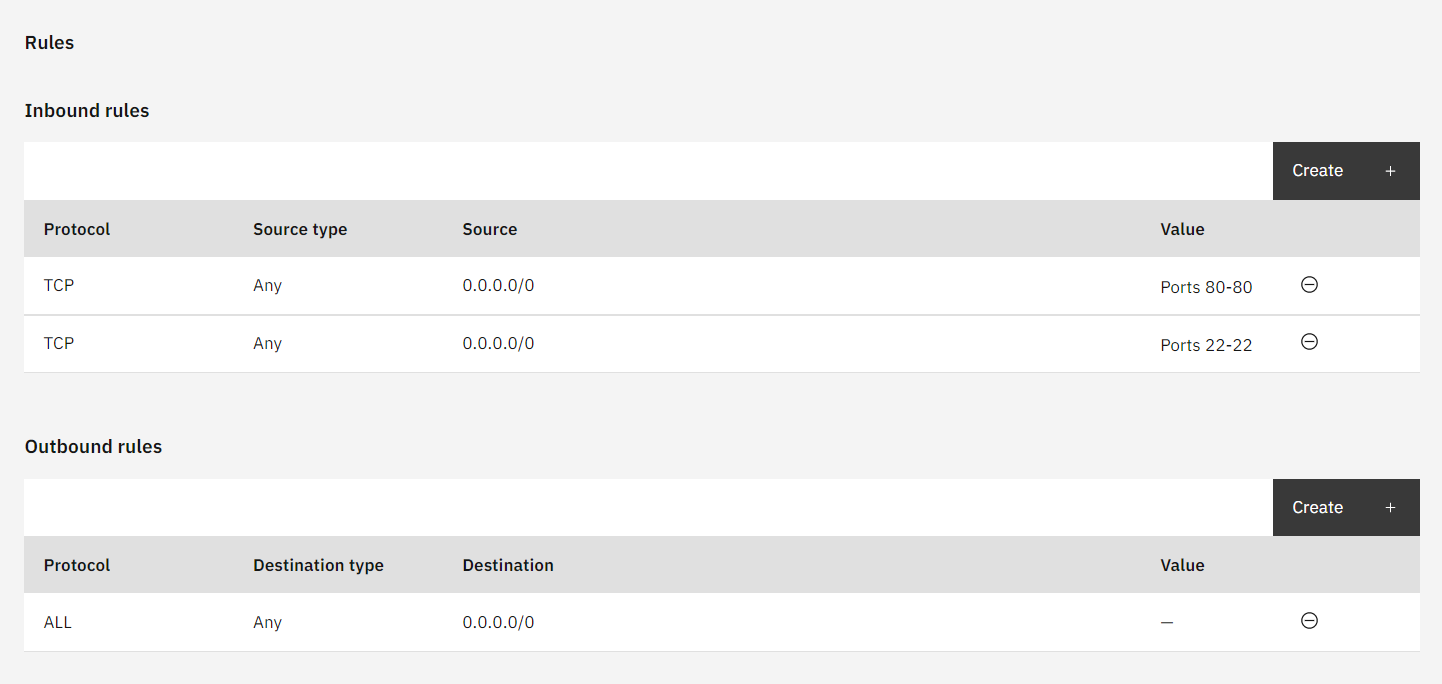 Rules
Inbound rules
Create +
Protocol Source type Source Value
TCP Any 0.0.0.0/0 Ports 80-80
TCP Any 0.0.0.0/0 Ports 22-22
Outbound rules
Create +
Protocol Destination type Destination Value
ALL Any 0.0.0.0/0 —